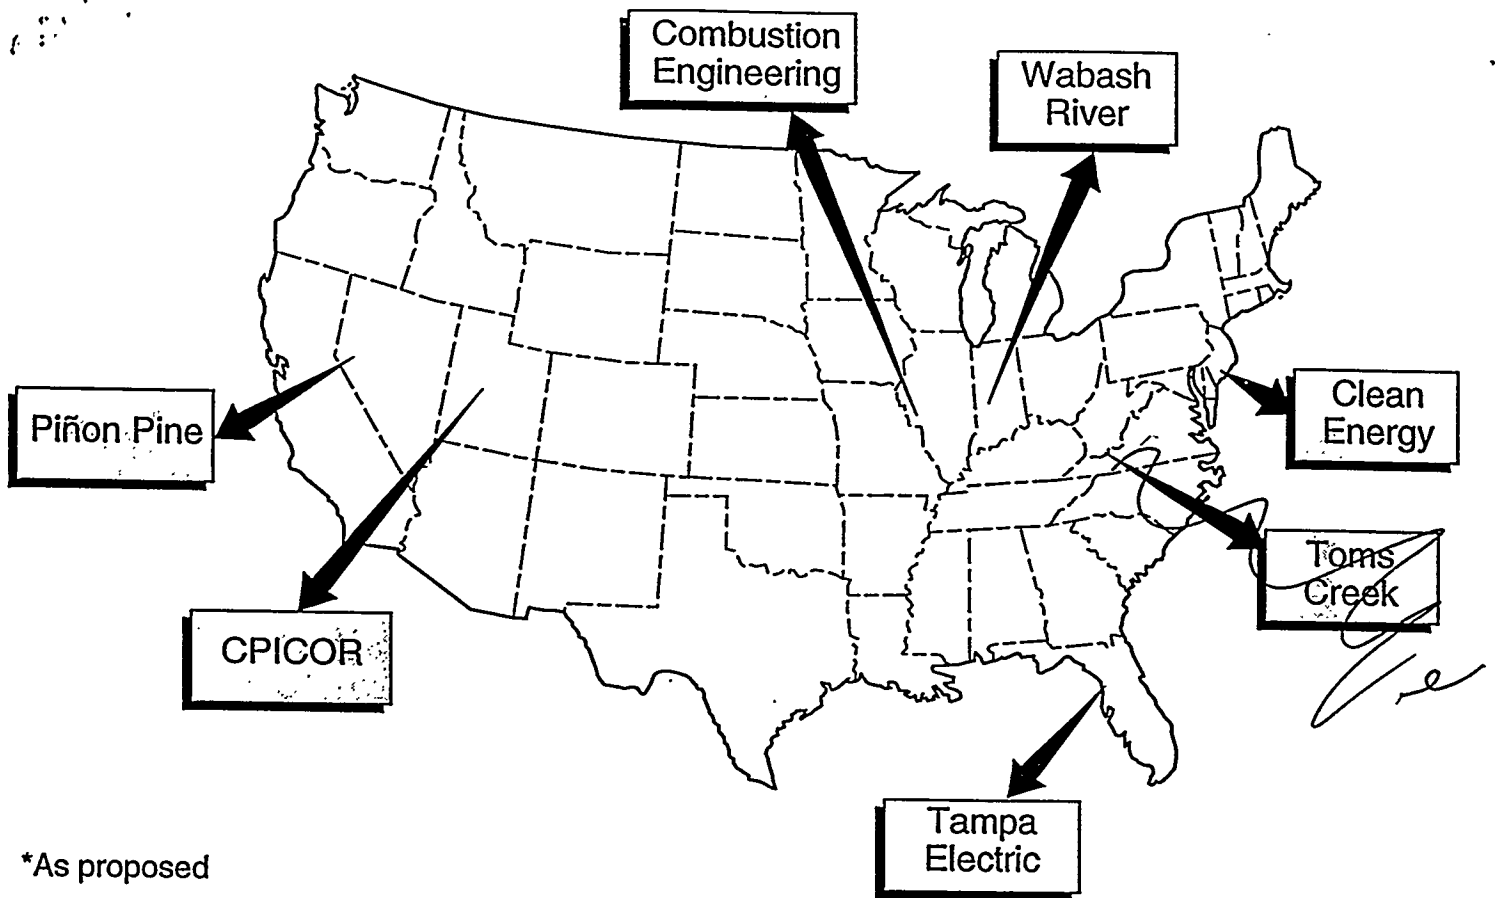 Combustion
Engineering
Wabash
River
Piñon Pine
Clean
Energy
Toms
Creek
CPICOR
Tampa
Electric
*As proposed